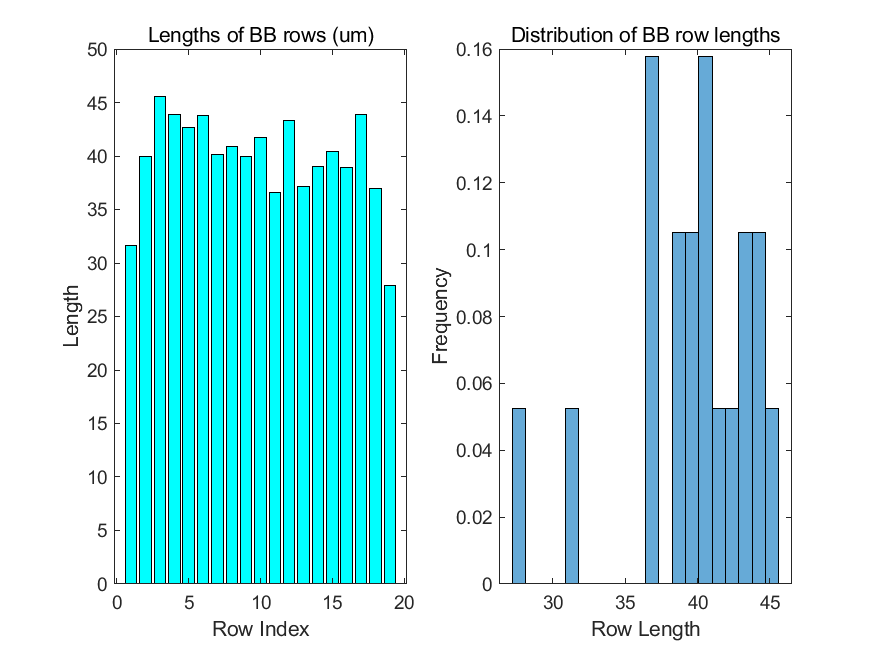 Lengths of BB rows (um)
50
45
40
35
30
25
20
15
10
5
0
Length
0 5 10 15 20
Row Index
Distribution of BB row lengths
0.16
0.14
0.12
0.1
0.08
0.06
0.04
0.02
0
Frequency
30 35 40 45
Row Length